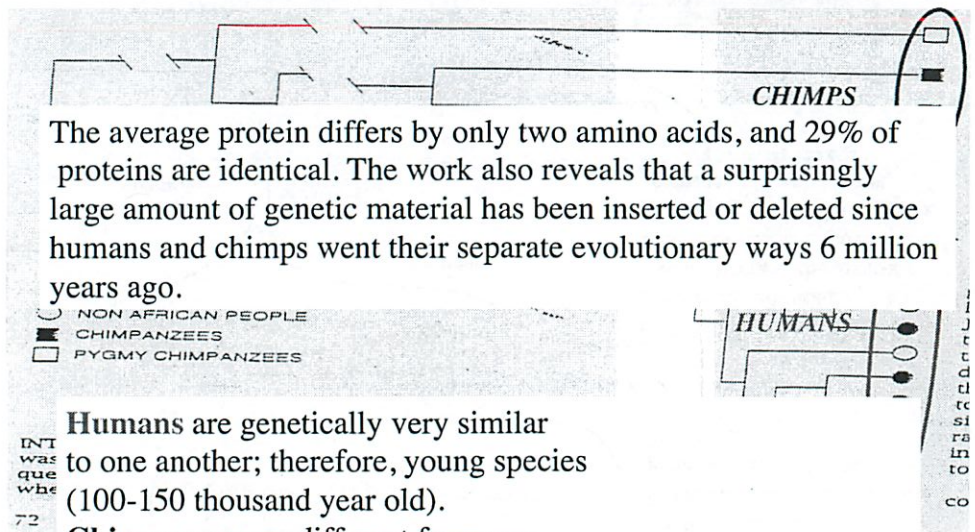 CHIMPS
The average protein differs by only two amino acids, and 29% of
proteins are identical. The work also reveals that a surprisingly
large amount of genetic material has been inserted or deleted since
humans and chimps went their separate evolutionary ways 6 million
years ago.
NON AFRICAN PEOPLE
CHIMPANZEES
PYGMY CHIMPANZEES
HUMANS
Humans are genetically very similar
to one another; therefore, young species
(100-150 thousand year old).
72